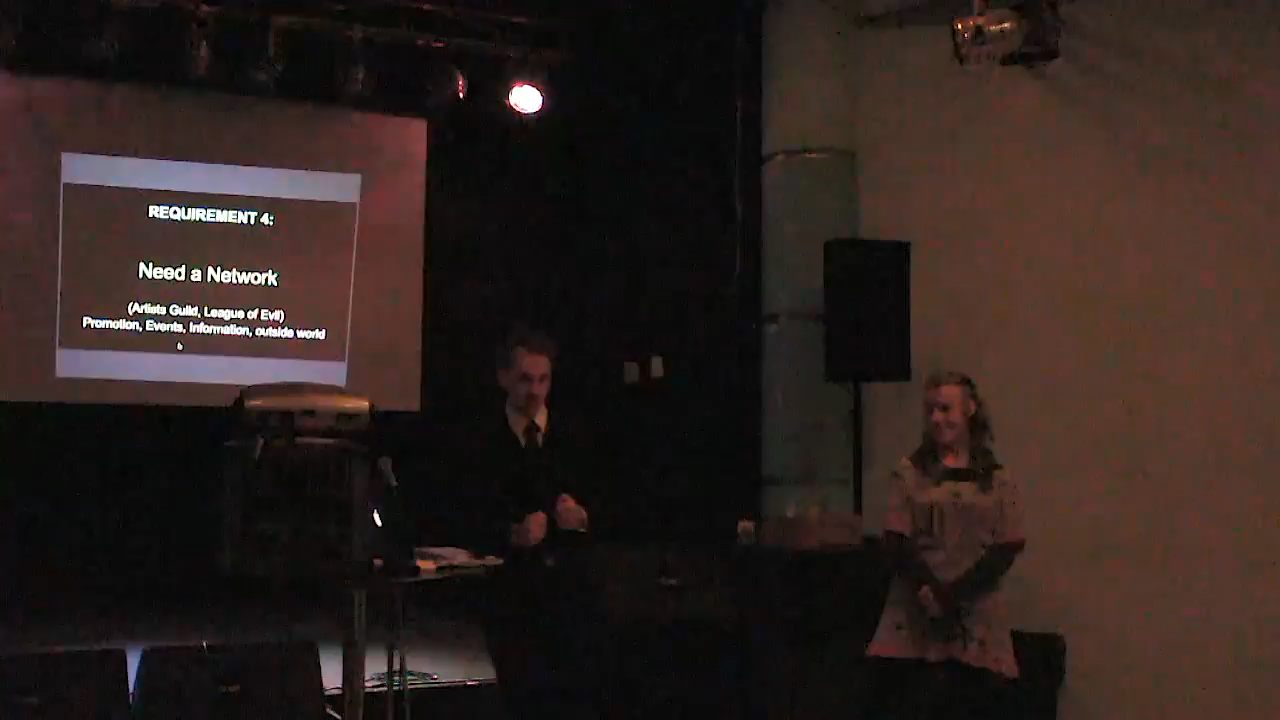 REQUIREMENT 4:
Need a Network
(Artists Guild, League of Evil)
Promotion, Events, Information, outside world